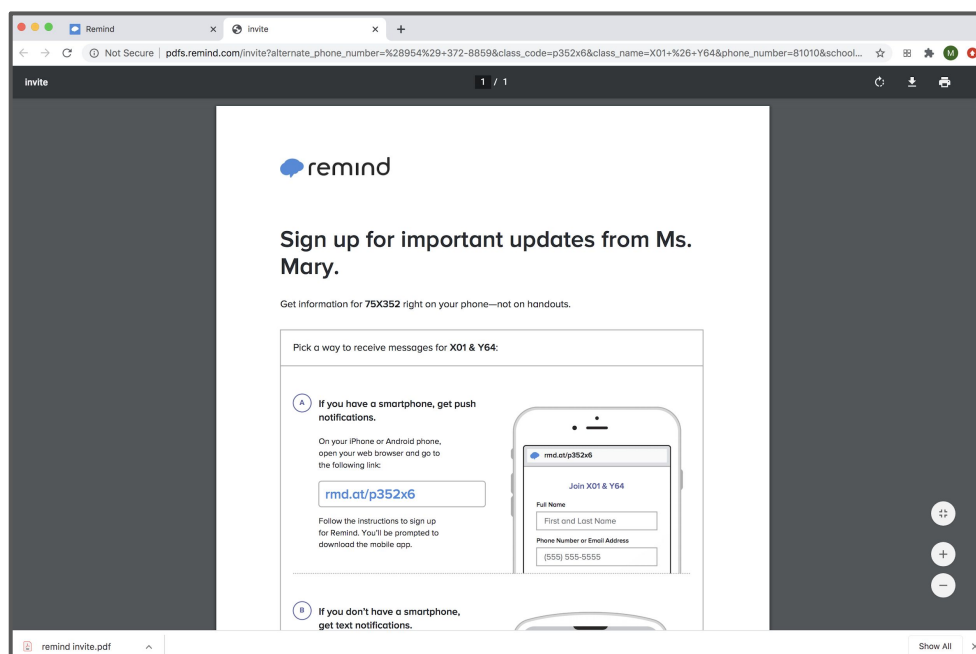 Remind
invite
Not Secure | pdfs.remind.com/invite?alternate_phone_number=%28954%29+372-8859&class_code=p352x6&class_name=X01+%26+Y64&phone_number=81010&school...
M
invite
1 / 1
remind
Sign up for important updates from Ms.
Mary.
Get information for 75X352 right on your phone—not on handouts.
Pick a way to receive messages for X01 & Y64:
A
If you have a smartphone, get push
notifications.
On your iPhone or Android phone,
open your web browser and go to
the following link:
rmd.at/p352x6
Follow the instructions to sign up
for Remind. You'll be prompted to
download the mobile app.
rmd.at/p352x6
Join X01 & Y64
Full Name
First and Last Name
Phone Number or Email Address
(555) 555-5555
B
If you don't have a smartphone,
get text notifications.
remind invite.pdf
Show All